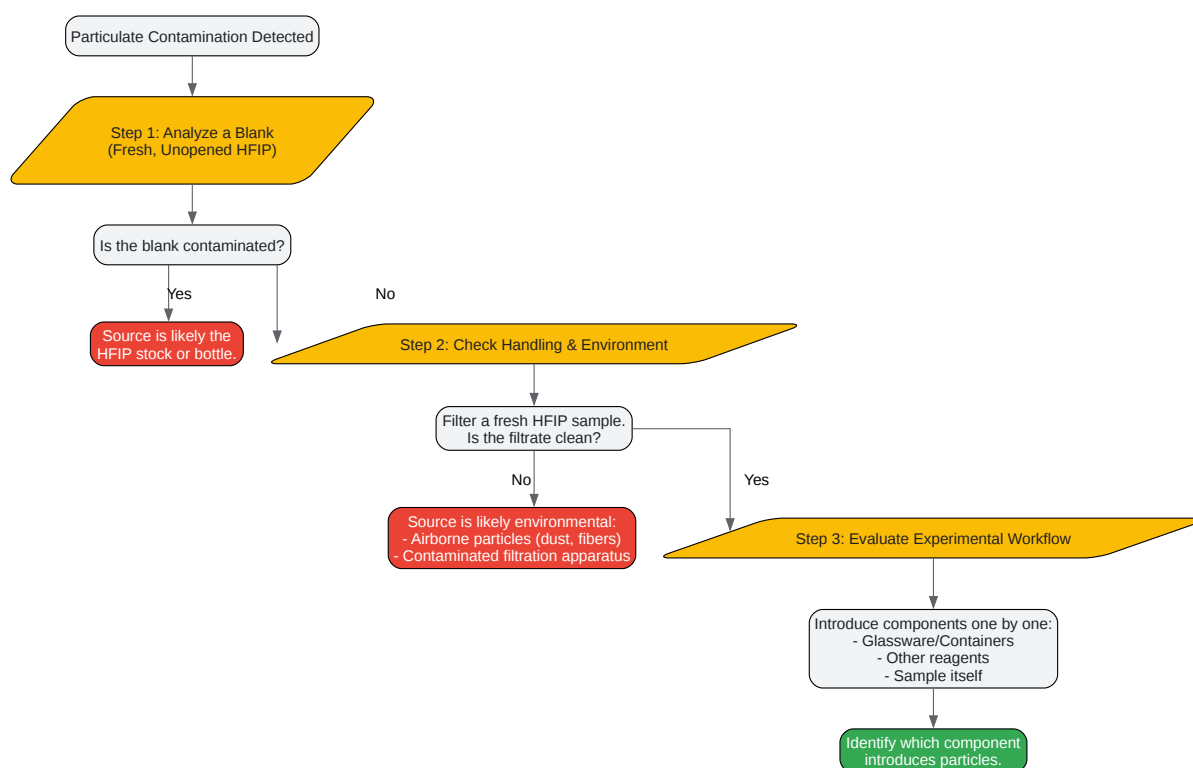 Particulate Contamination Detected
Step 1: Analyze a Blank
(Fresh, Unopened HFIP)
Is the blank contaminated?
Yes
No
Source is likely the
HFIP stock or bottle.
Step 2: Check Handling & Environment
Filter a fresh HFIP sample.
Is the filtrate clean?
No
Yes
Source is likely environmental:
- Airborne particles (dust, fibers)
- Contaminated filtration apparatus
Step 3: Evaluate Experimental Workflow
Introduce components one by one:
- Glassware/Containers
- Other reagents
- Sample itself
Identify which component
introduces particles.